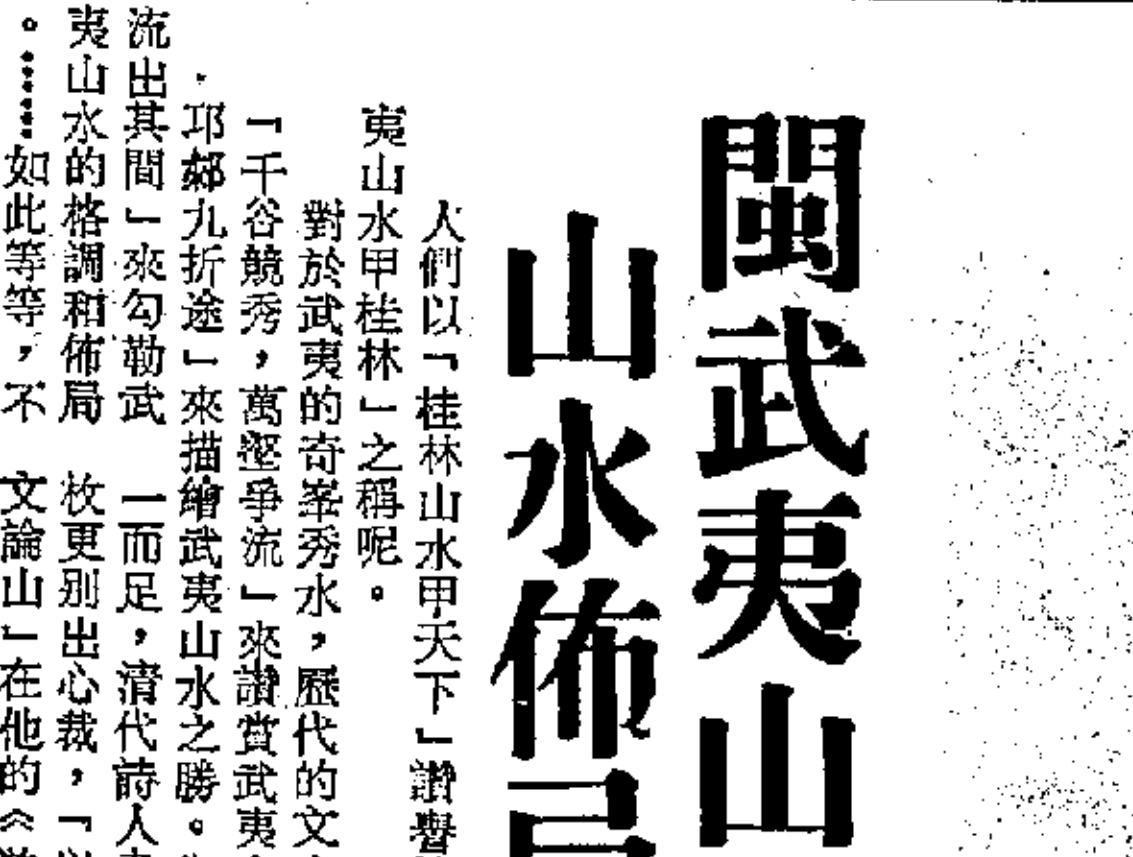 閩武夷山
山水佈
人們以「桂林山水甲天下」讚譽
夷山水甲桂林」之稱呢。
對於武夷的奇峯秀水，歷代的文
「千谷競秀，萬壑爭流」來讚賞武夷
．邛郲九折途」來描繪武夷山水之勝。
流出其間」來勾勒武
夷山水的格調和佈局
。……如此等等，不
一而足，清代詩人
枚更別出心裁，「以
文論山」在他的《